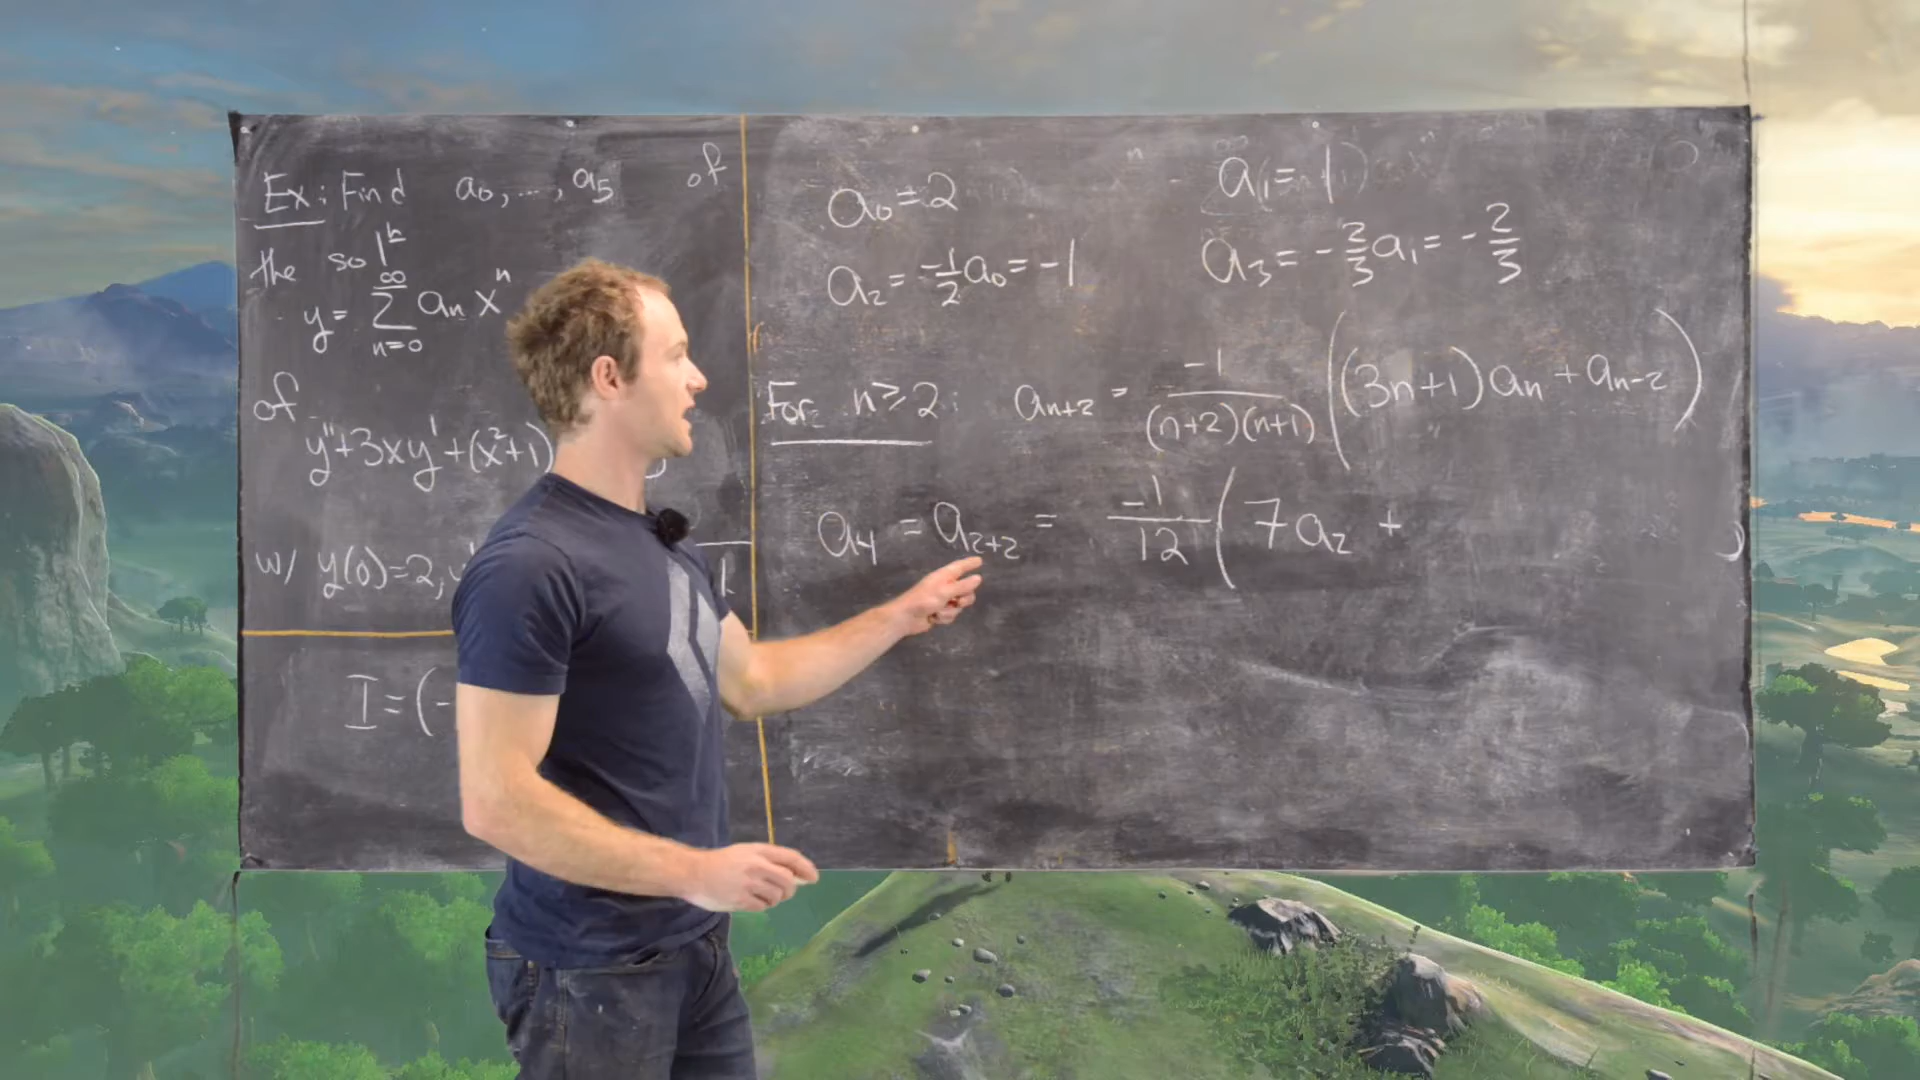 Ex: Find a₀,...,a₅ of
the solⁿ
y = ∑_{n=0}^{∞} aₙ xⁿ
of
y''+3xy'+(x²+1)
w/ y(0)=2,
I=(-
a₀=2
a₁=1
a₂=-½a₀=-1
a₃=-⅔a₁=-⅔
For n≥2: aₙ₊₂ = -1/((n+2)(n+1)) ((3n+1)aₙ+aₙ₋₂)
a₄ = a₂₊₂ = -1/12 (7a₂ + )